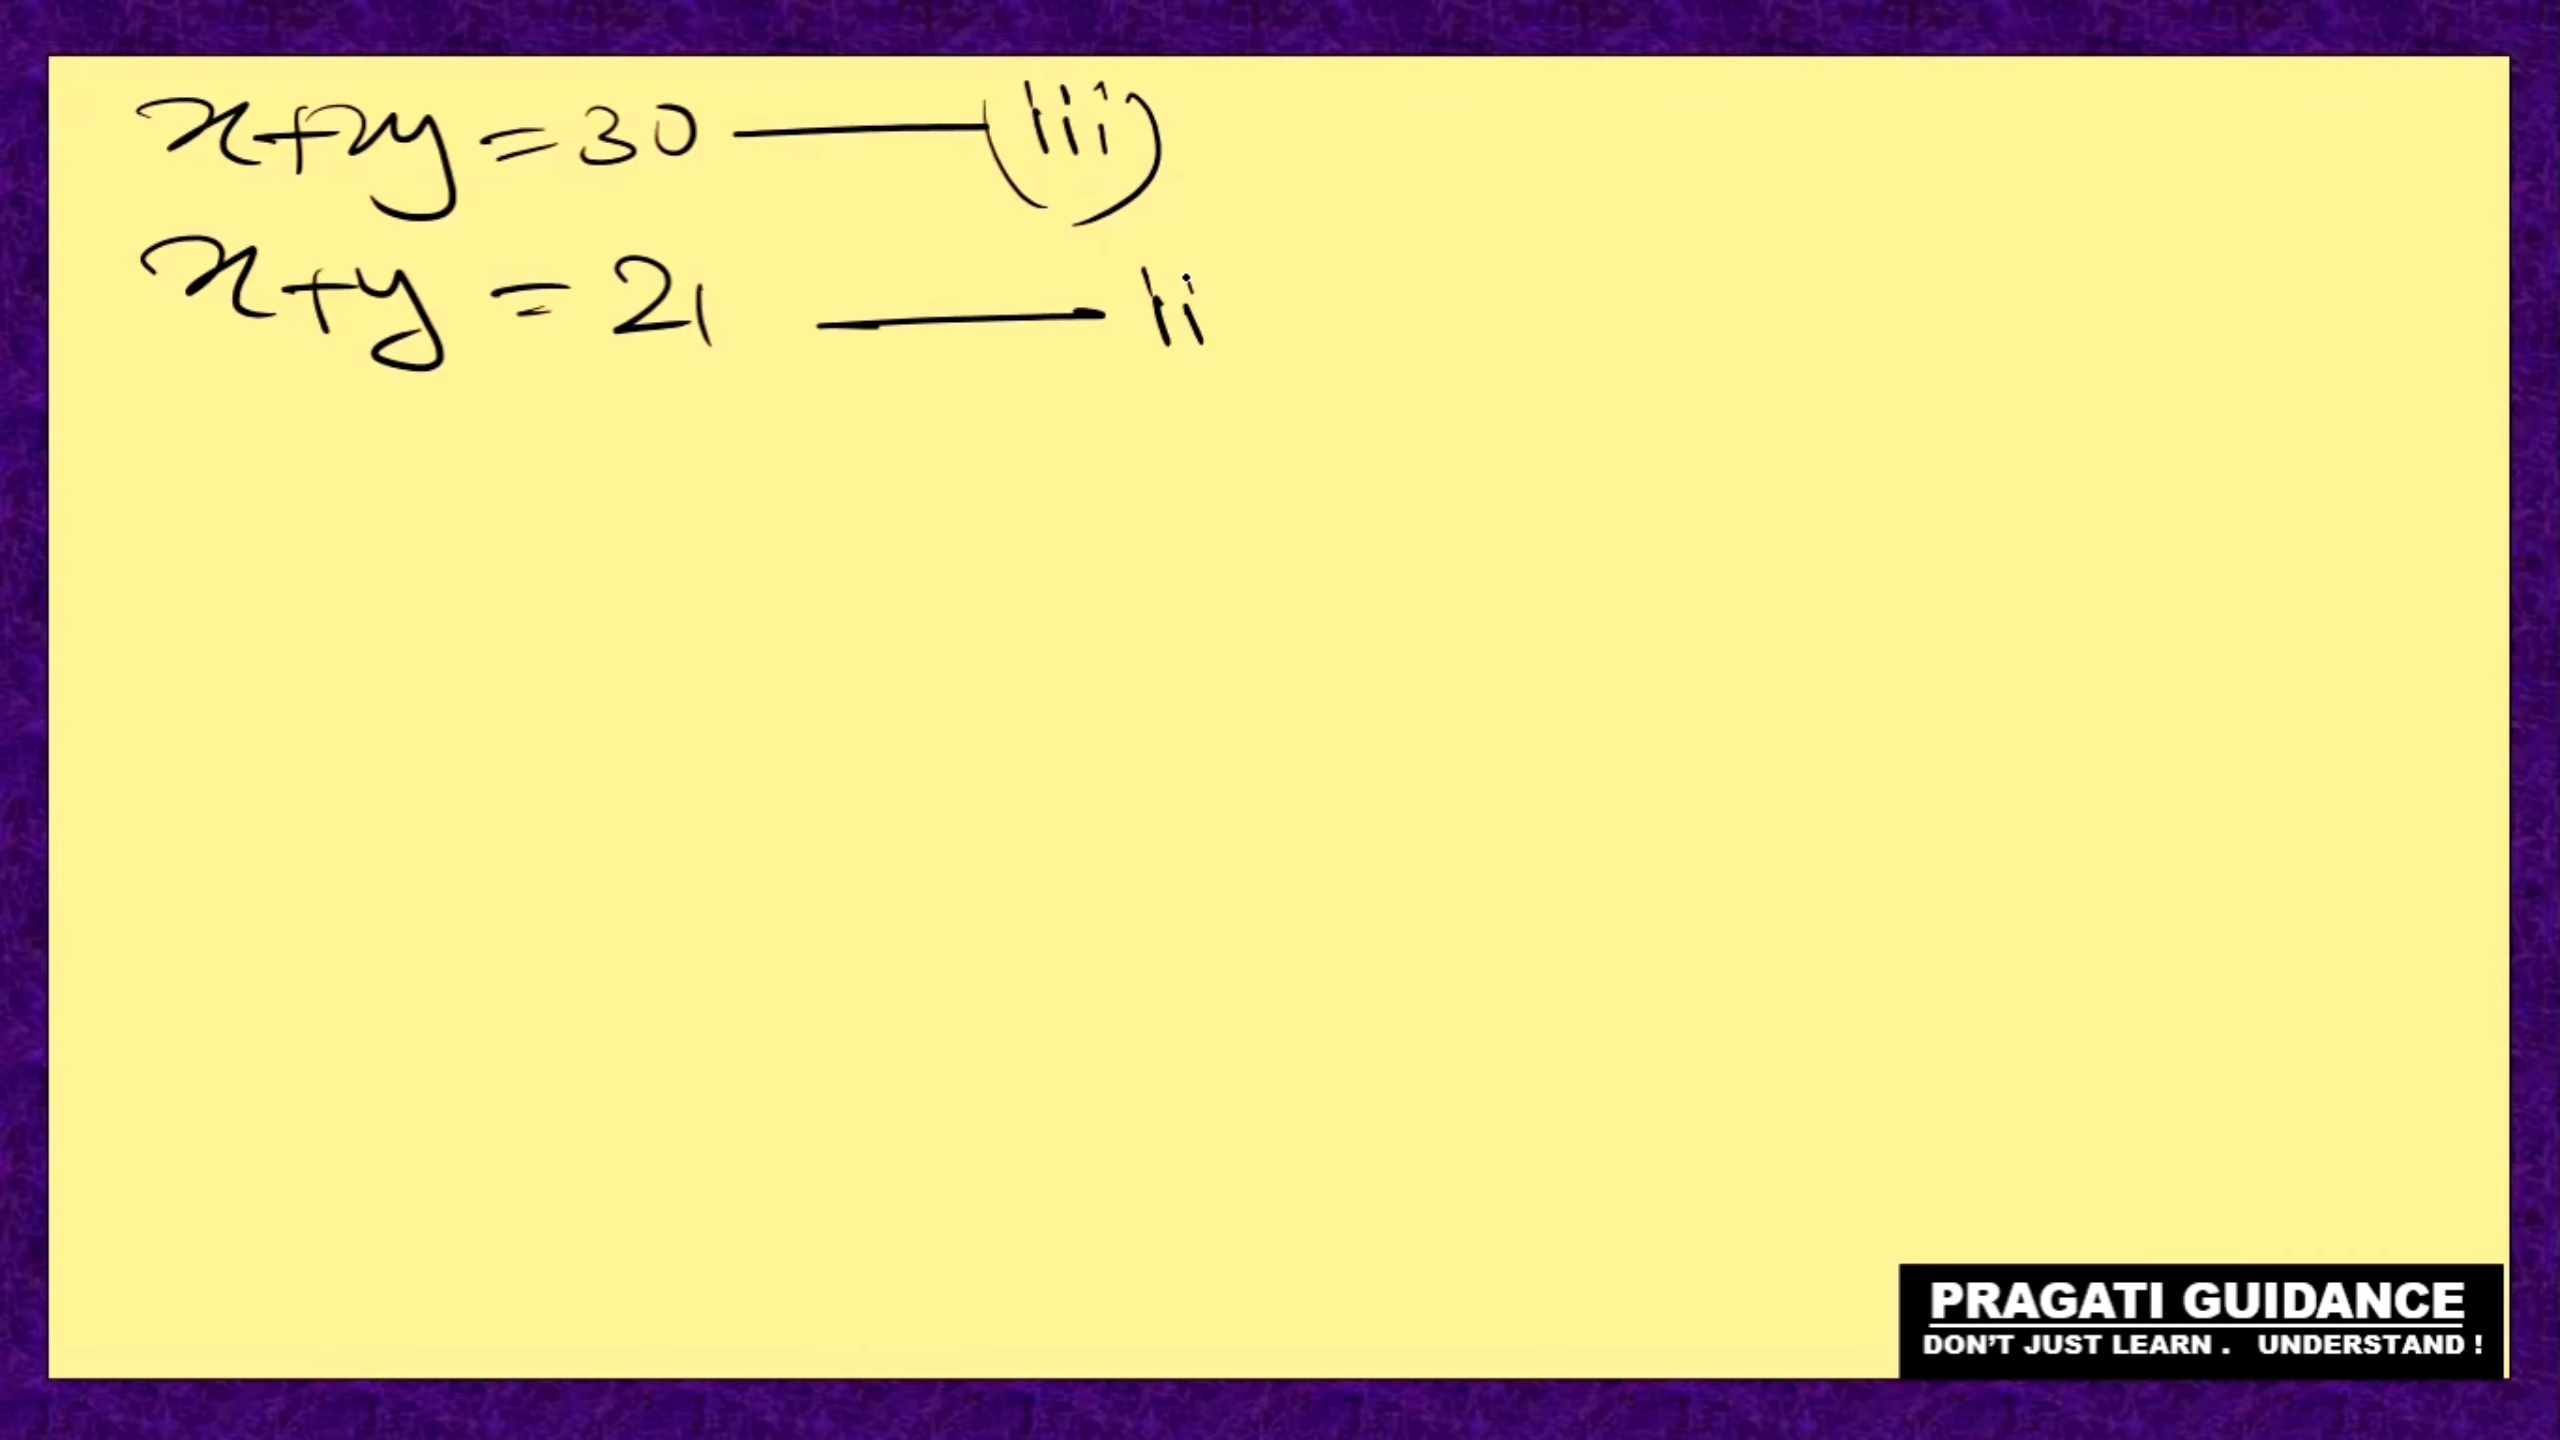 x+2y=30 —— (iii)
x+y = 21 —— ii
PRAGATI GUIDANCE
DON'T JUST LEARN . UNDERSTAND !